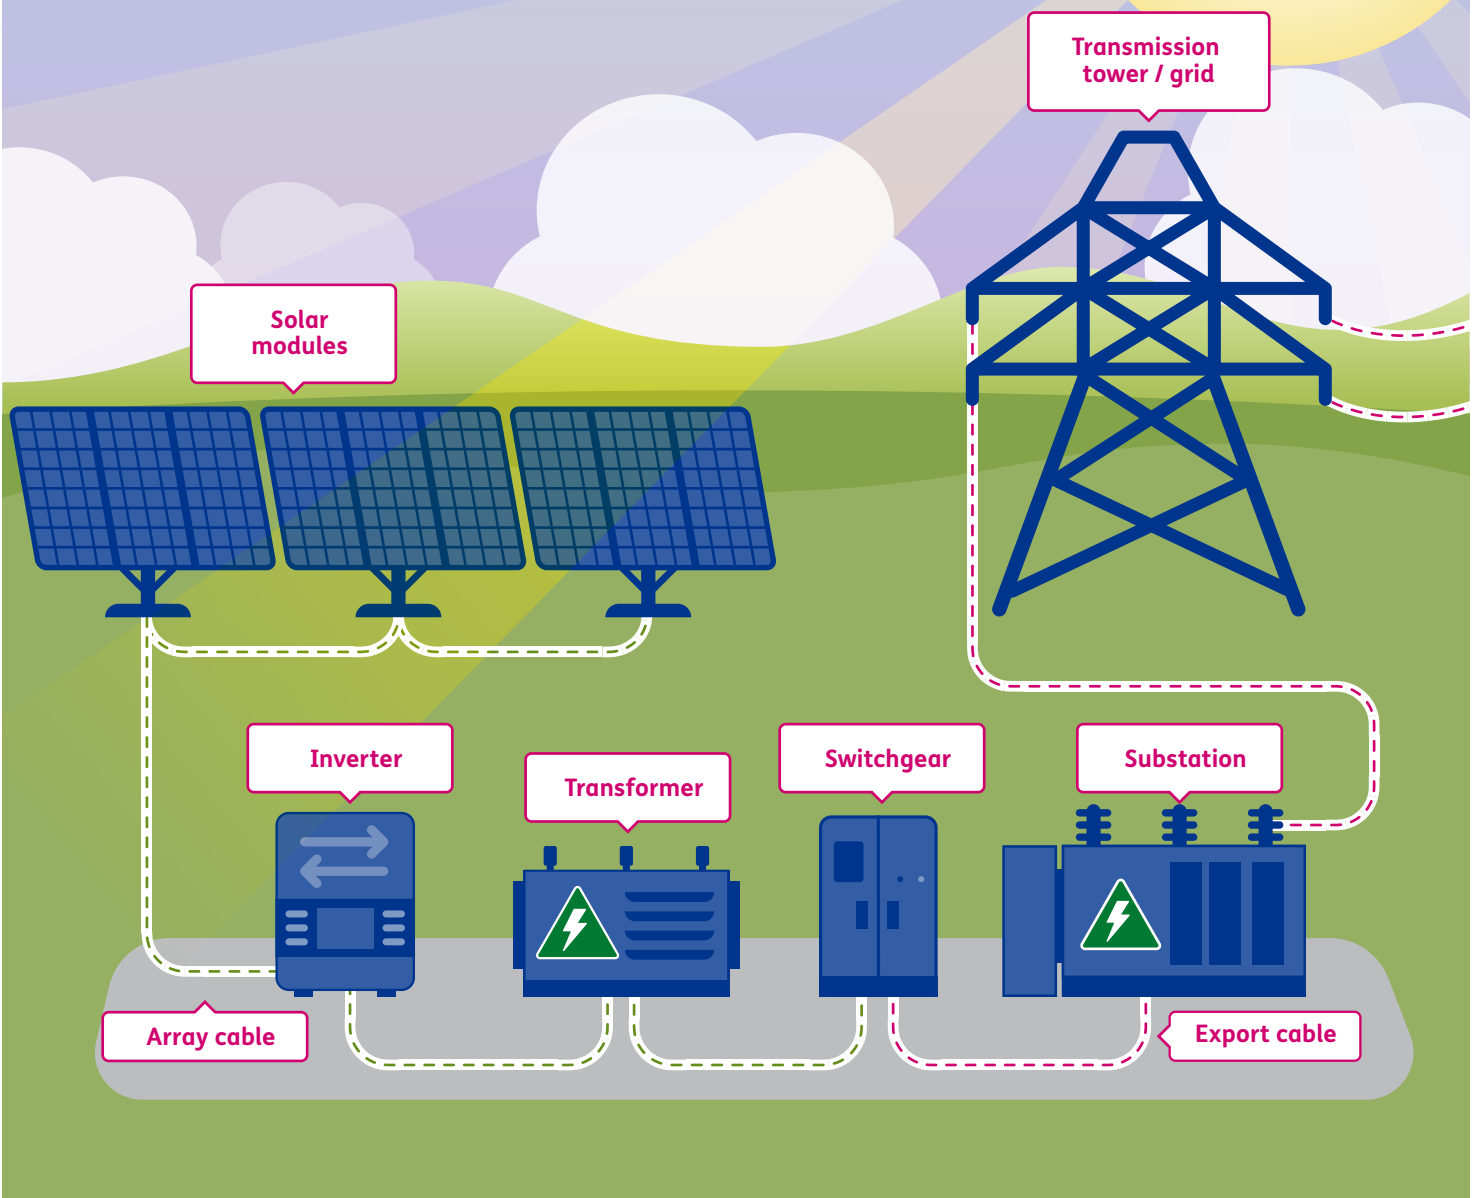 Transmission
tower / grid
Solar
modules
Inverter
Transformer
Switchgear
Substation
Array cable
Export cable